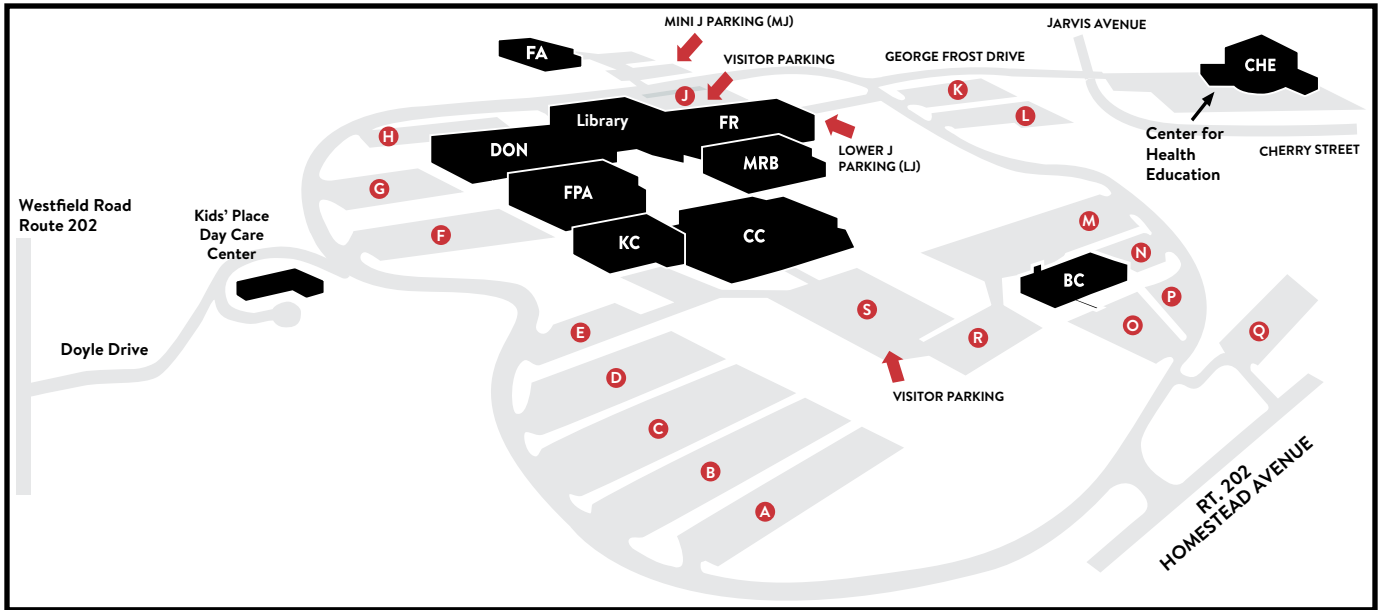 MINI J PARKING (MJ)
JARVIS AVENUE
FA
VISITOR PARKING
GEORGE FROST DRIVE
CHE
J
K
L
Library
FR
H
DON
LOWER J
PARKING (LJ)
MRB
Center for
Health
Education
CHERRY STREET
G
FPA
Westfield Road
Route 202
Kids' Place
Day Care
Center
F
KC
CC
M
N
BC
P
S
O
E
R
Q
Doyle Drive
D
VISITOR PARKING
C
B
A
RT. 202
HOMESTEAD AVENUE